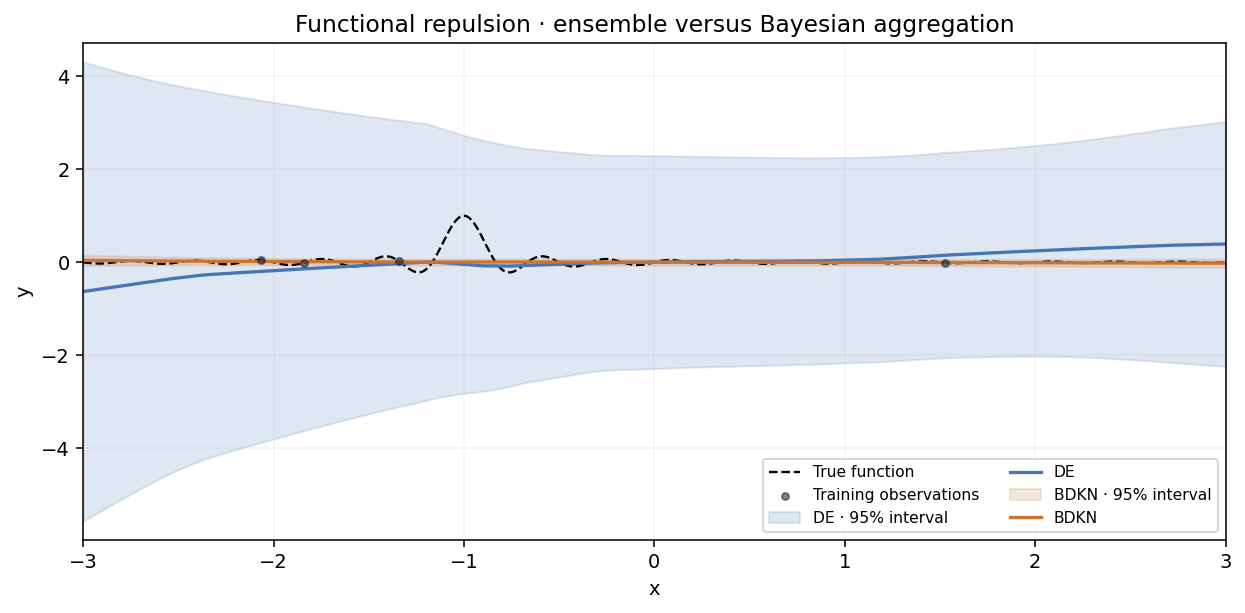 Functional repulsion · ensemble versus Bayesian aggregation
y
4
2
0
−2
−4
True function
Training observations
DE · 95% interval
DE
BDKN · 95% interval
BDKN
−3 −2 −1 0 1 2 3
x